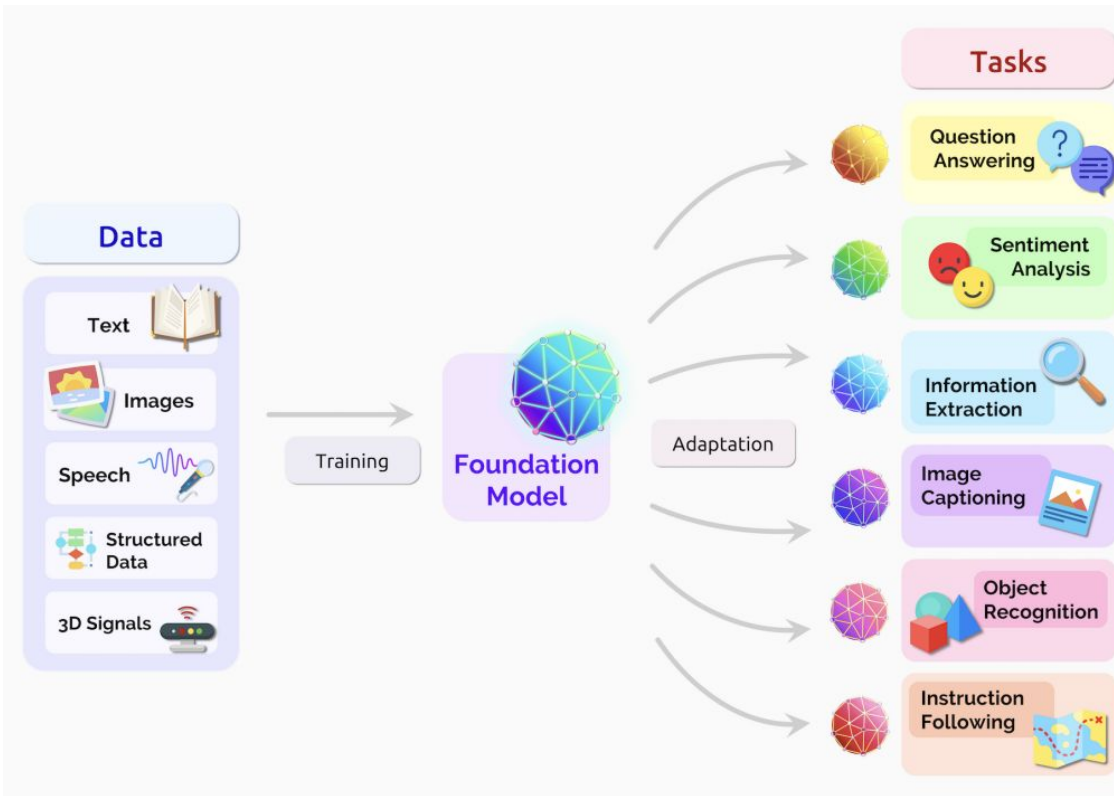 Data
Text
Images
Speech
Structured
Data
3D Signals
Training
Foundation
Model
Adaptation
Tasks
Question
Answering
?
Sentiment
Analysis
Information
Extraction
Image
Captioning
Object
Recognition
Instruction
Following